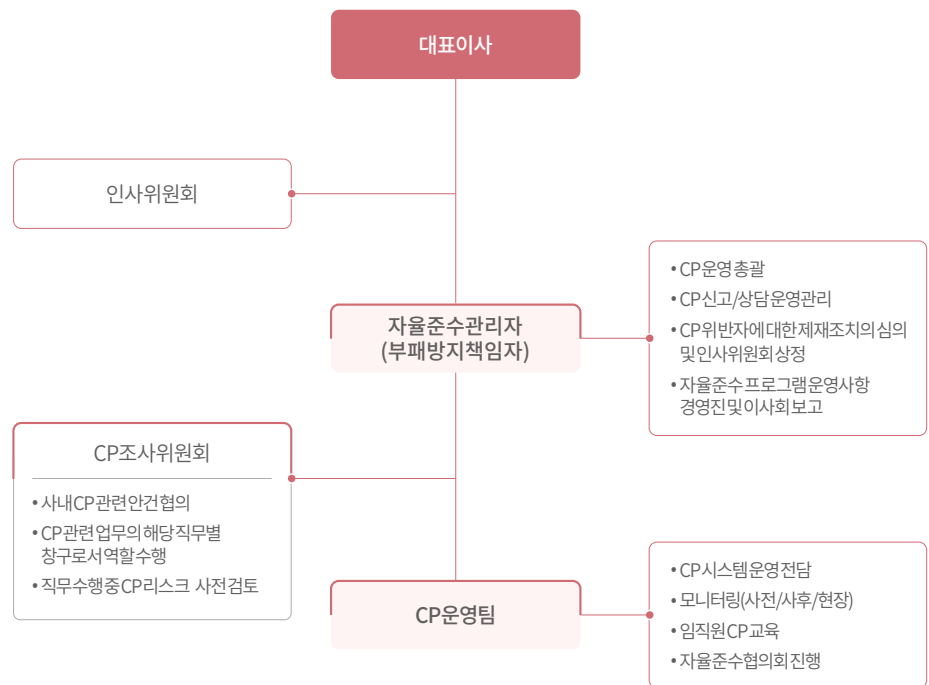 대표이사
인사위원회
자율준수관리자
(부패방지책임자)
• CP운영총괄
• CP신고/상담운영관리
• CP위반자에대한제재조치의심의
및인사위원회상정
• 자율준수프로그램운영사항
경영진및이사회보고
CP조사위원회
• 사내CP관련안건협의
• CP관련업무의해당직무별
창구로서역할수행
• 직무수행중CP리스크 사전검토
CP운영팀
• CP시스템운영전담
• 모니터링(사전/사후/현장)
• 임직원CP교육
• 자율준수협의회진행